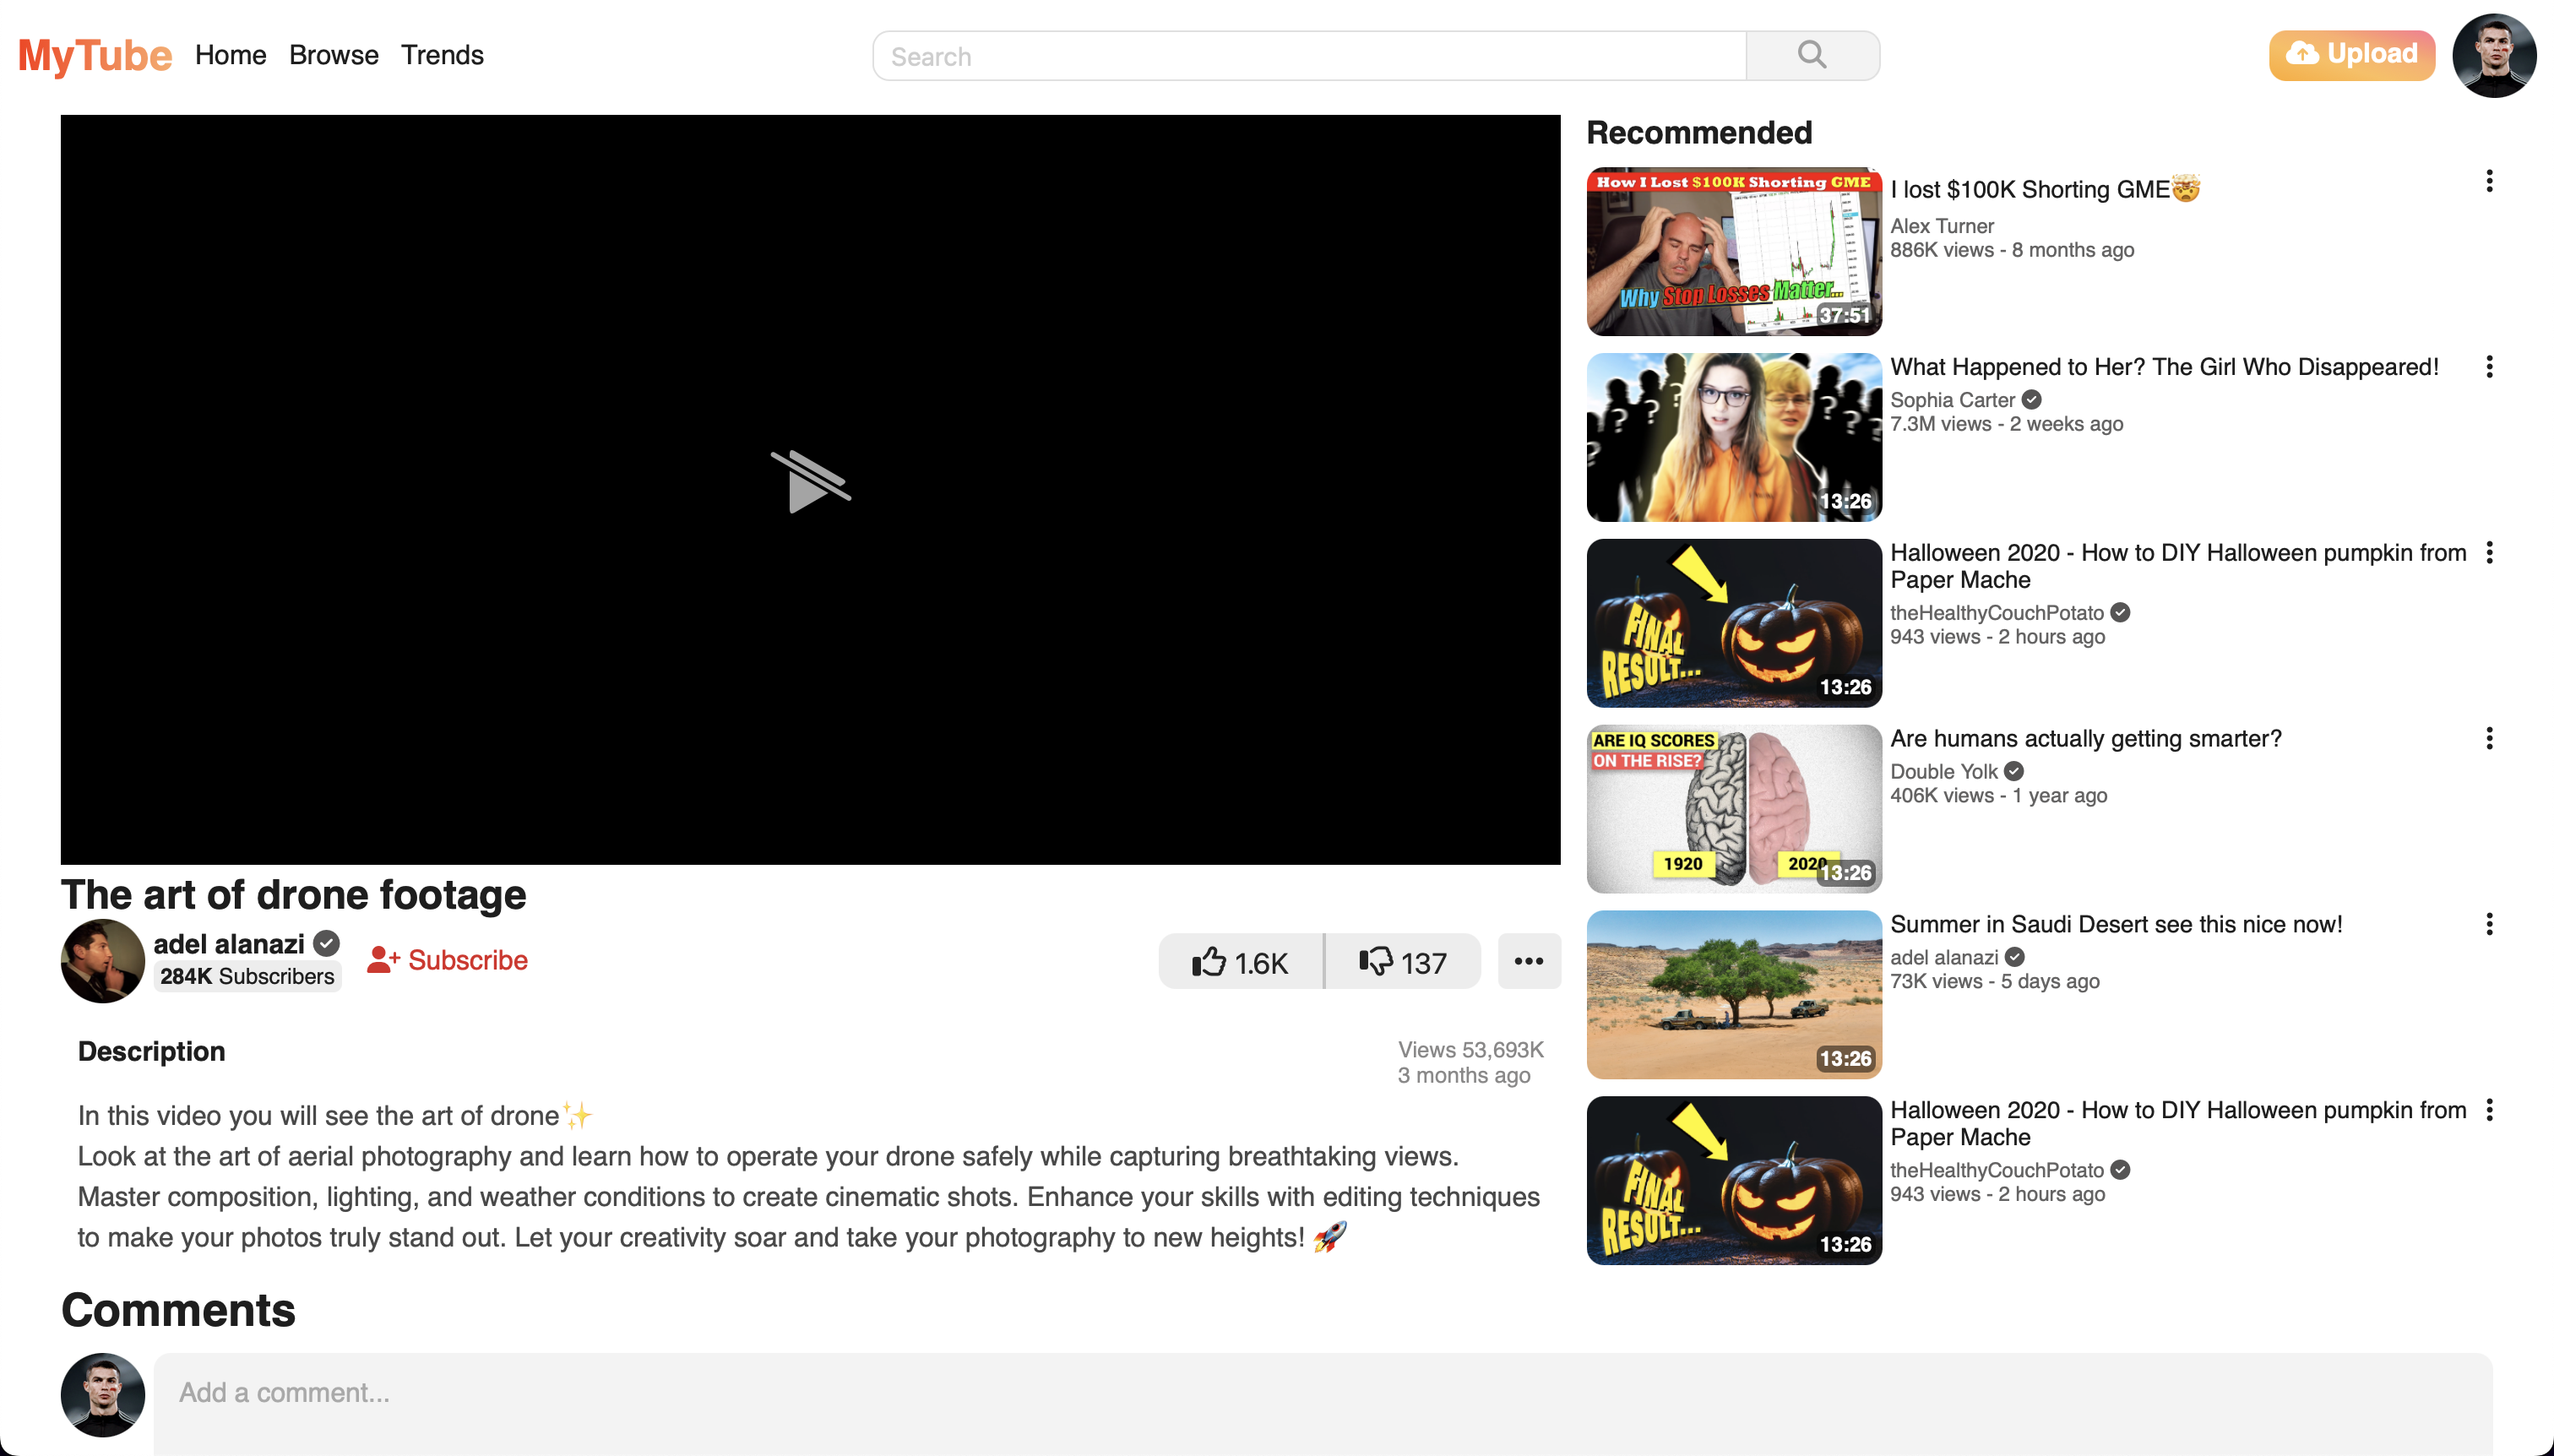 MyTube Home Browse Trends
Search
Upload
The art of drone footage
adel alanazi
284K Subscribers
Subscribe
1.6K
137
Description
Views 53,693K
3 months ago
In this video you will see the art of drone✨
Look at the art of aerial photography and learn how to operate your drone safely while capturing breathtaking views.
Master composition, lighting, and weather conditions to create cinematic shots. Enhance your skills with editing techniques
to make your photos truly stand out. Let your creativity soar and take your photography to new heights! 🚀
Comments
Add a comment...
Recommended
How I Lost $100K Shorting GME
Why Stop Losses Matter...
37:51
I lost $100K Shorting GME🤯
Alex Turner
886K views - 8 months ago
13:26
What Happened to Her? The Girl Who Disappeared!
Sophia Carter
7.3M views - 2 weeks ago
FINAL
RESULT...
13:26
Halloween 2020 - How to DIY Halloween pumpkin from
Paper Mache
theHealthyCouchPotato
943 views - 2 hours ago
ARE IQ SCORES
ON THE RISE?
1920
2020
13:26
Are humans actually getting smarter?
Double Yolk
406K views - 1 year ago
13:26
Summer in Saudi Desert see this nice now!
adel alanazi
73K views - 5 days ago
FINAL
RESULT...
13:26
Halloween 2020 - How to DIY Halloween pumpkin from
Paper Mache
theHealthyCouchPotato
943 views - 2 hours ago